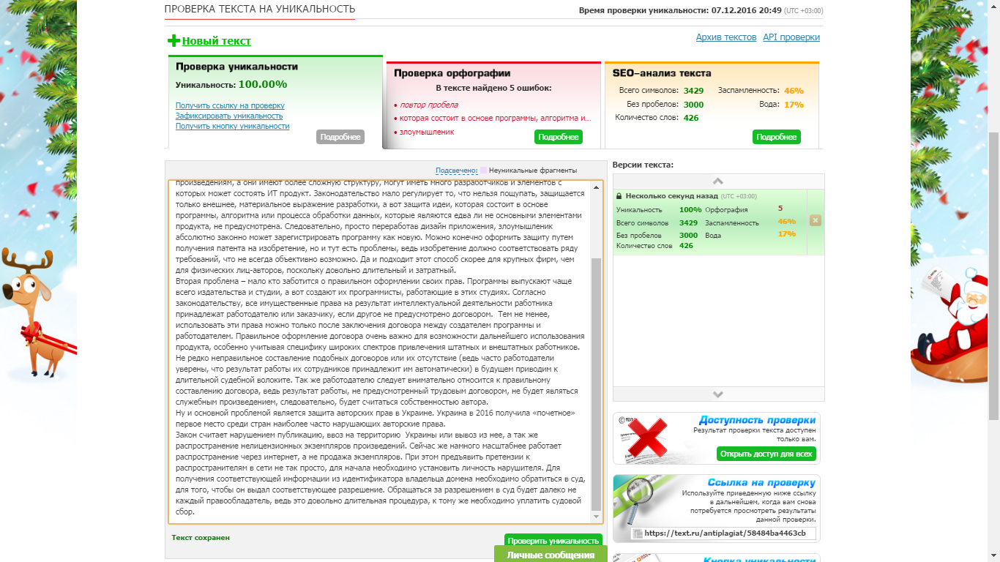 ПРОВЕРКА ТЕКСТА НА УНИКАЛЬНОСТЬ
Время проверки уникальности: 07.12.2016 20:49 (UTC +03:00)
Новый текст
Архив текстов API проверки
Проверка уникальности
Уникальность: 100.00%
Получить ссылку на проверку
Зафиксировать уникальность
Получить кнопку уникальности
Подробнее
Проверка орфографии
В тексте найдено 5 ошибок:
• повтор пробела
• которая состоит в основе программы, алгоритма и...
• злоумышленик
Подробнее
SEO-анализ текста
Всего символов: 3429 Заспамленность: 46%
Без пробелов: 3000 Вода: 17%
Количество слов: 426
Подробнее
Подсвечено: Неуникальные фрагменты
произведениям, а они имеют более сложную структуру, могут иметь много разработчиков и элементов с
которых может состоять ИТ продукт. Законодательство мало регулирует то, что нельзя пощупать, защищается
только внешнее, материальное выражение разработки, а вот защита идеи, которая состоит в основе
программы, алгоритма или процесса обработки данных, которые являются едва ли не основными элементами
продукта, не предусмотрена. Следовательно, просто переработав дизайн приложения, злоумышленик
абсолютно законно может зарегистрировать программу как новую. Можно конечно оформить защиту путем
получения патента на изобретение, но и тут есть проблемы, ведь изобретение должно соответствовать ряду
требований, что не всегда объективно возможно. Да и подходит этот способ скорее для крупных фирм, чем
для физических лиц-авторов, поскольку довольно длительный и затратный.
Вторая проблема – мало кто заботится о правильном оформлении своих прав. Программы выпускают чаще
всего издательства и студии, а вот создают их программисты, работающие в этих студиях. Согласно
законодательству, все имущественные права на результат интеллектуальной деятельности работника
принадлежат работодателю или заказчику, если другое не предусмотрено договором.  Тем не менее,
использовать эти права можно только после заключения договора между создателем программы и
работодателем. Правильное оформление договора очень важно для возможности дальнейшего использования
продукта, особенно учитывая специфику широких спектров привлечения штатных и внештатных работников.
Не редко неправильное составление подобных договоров или их отсутствие (ведь часто работодатели
уверены, что результат работы их сотрудников принадлежит им автоматически) в будущем приводим к
длительной судебной волоките. Так же работодателю следует внимательно относится к правильному
составлению договора, ведь результат работы, не предусмотренный трудовым договором, не будет являться
служебным произведением, следовательно, будет считаться собственностью автора.
Ну и основной проблемой является защита авторских прав в Украине. Украина в 2016 получила «почетное»
первое место среди стран наиболее часто нарушающих авторские права.
Закон считает нарушением публикацию, ввоз на территорию  Украины или вывоз из нее, а так же
распространение нелицензионных экземпляров произведений. Сейчас же намного масштабнее работает
распространение через интернет, а не продажа экземпляров. При этом предъявить претензии к
распространителям в сети не так просто, для начала необходимо установить личность нарушителя. Для
получения соответствующей информации из идентификатора владельца домена необходимо обратиться в суд,
для того, чтобы он выдал соответствующее разрешение. Обращаться за разрешением в суд будет далеко не
каждый правообладатель, ведь это довольно длительная процедура, к тому же необходимо уплатить судовой
сбор.
Текст сохранен
Проверить уникальность
Личные сообщения
Версии текста:
Несколько секунд назад (UTC +03:00)
Уникальность 100% Орфография 5
Всего символов 3429 Заспамленность 46%
Без пробелов 3000 Вода 17%
Количество слов 426
Доступность проверки
Результат проверки текста доступен
только вам.
Открыть доступ для всех
Ссылка на проверку
Используйте приведенную ниже ссылку
в дальнейшем, когда вам снова
потребуется просмотреть результаты
данной проверки.
https://text.ru/antiplagiat/58484ba4463cb
Кнопка уникальности